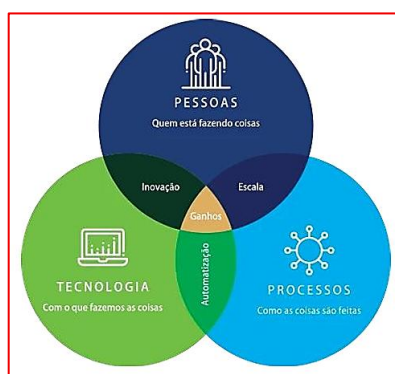 PESSOAS
Quem está fazendo coisas
Inovação
Escala
Ganhos
Automatização
TECNOLOGIA
Com o que fazemos as coisas
PROCESSOS
Como as coisas são feitas